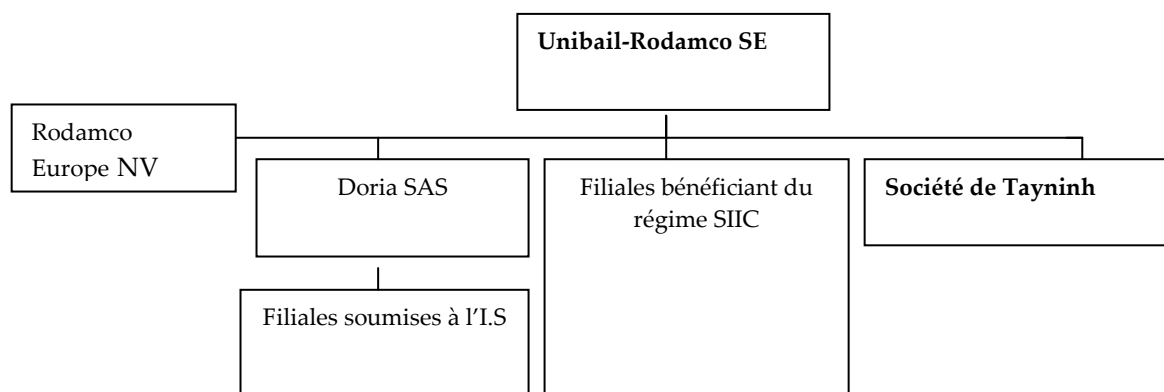 Unibail-Rodamco SE
Rodamco
Europe NV
Doria SAS
Filiales bénéficiant du
régime SIIC
Société de Tayninh
Filiales soumises à l’I.S